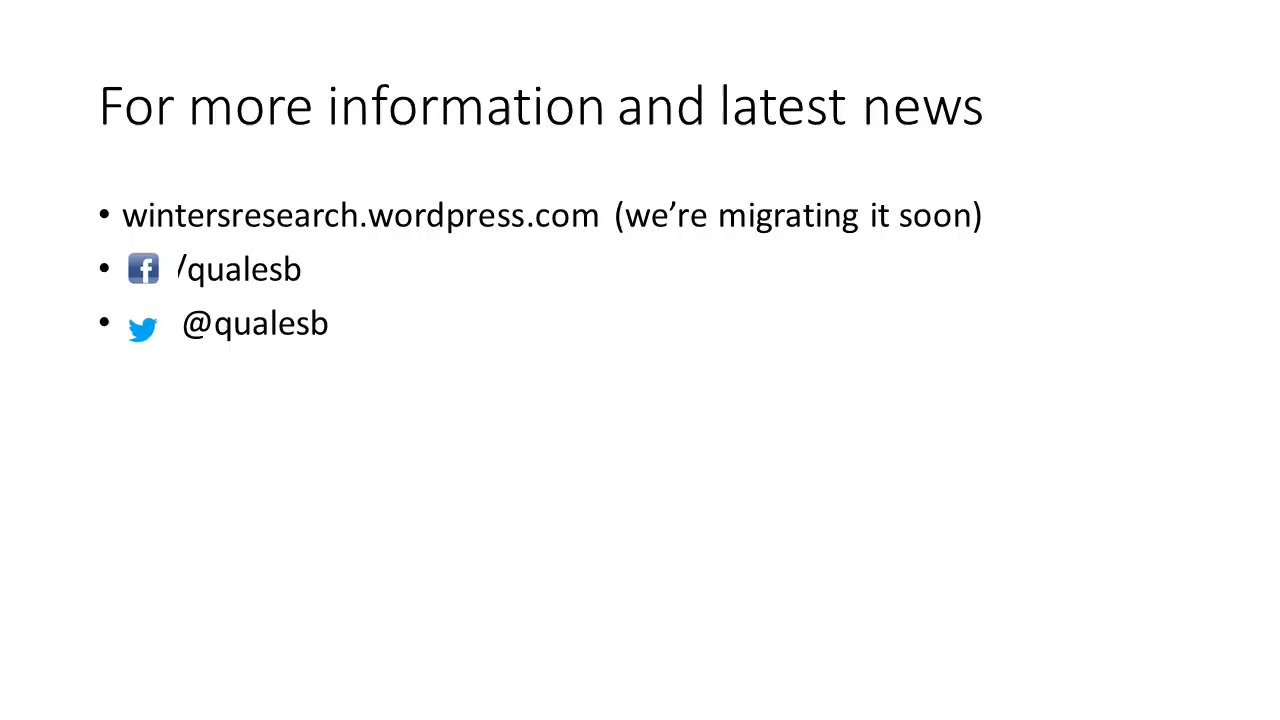 For more information and latest news
• wintersresearch.wordpress.com (we’re migrating it soon)
• f /qualesb
• @qualesb